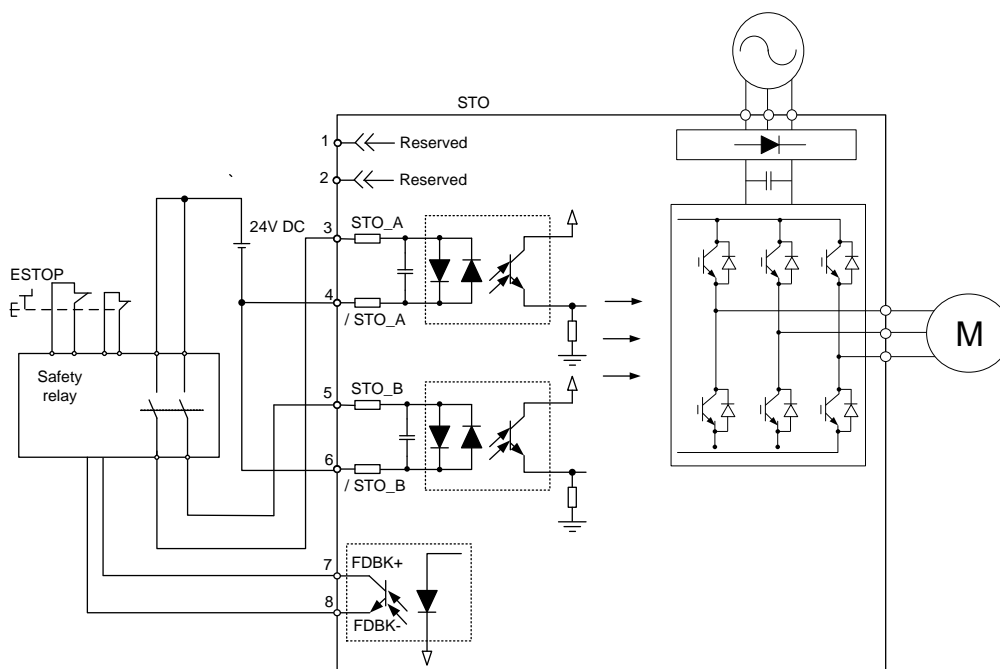 STO
1
Reserved
2
Reserved
24V DC
3
STO_A
ESTOP
4
/ STO_A
Safety
relay
5
STO_B
6
/ STO_B
7
FDBK+
8
FDBK-
M